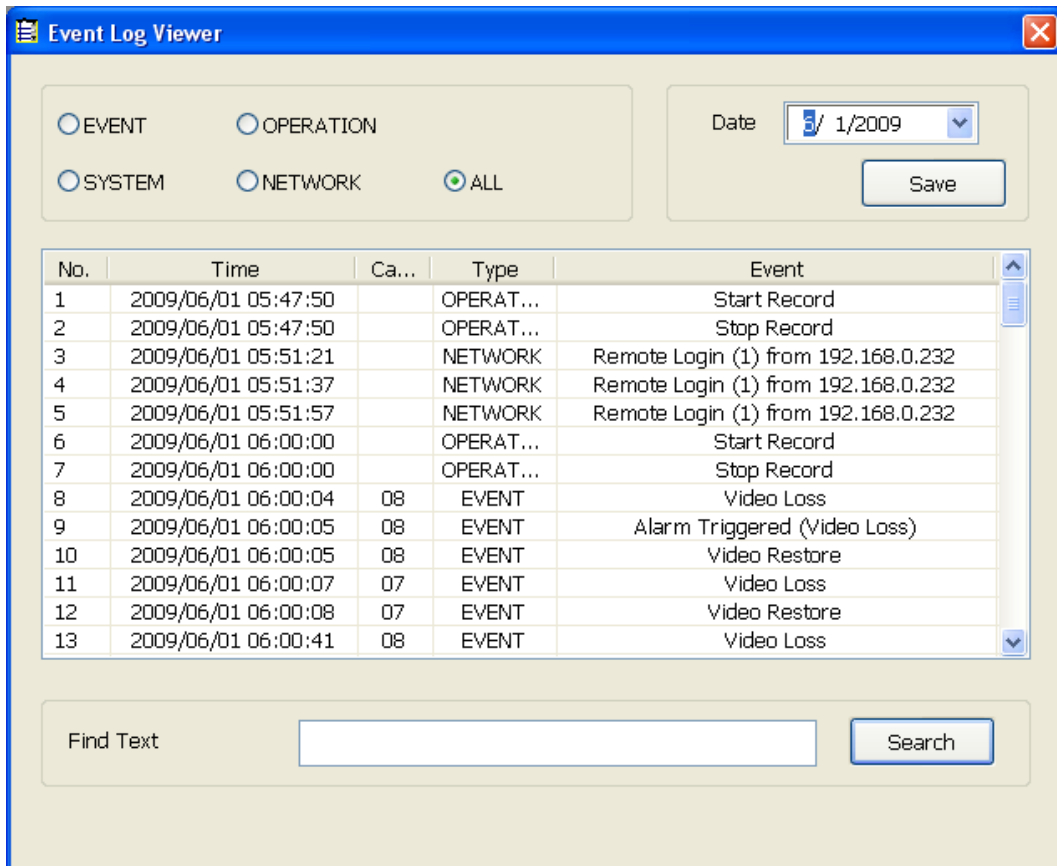 Event Log Viewer
EVENT OPERATION
SYSTEM NETWORK ALL
Date 6/ 1/2009
Save
No. Time Ca... Type Event
1 2009/06/01 05:47:50 OPERAT... Start Record
2 2009/06/01 05:47:50 OPERAT... Stop Record
3 2009/06/01 05:51:21 NETWORK Remote Login (1) from 192.168.0.232
4 2009/06/01 05:51:37 NETWORK Remote Login (1) from 192.168.0.232
5 2009/06/01 05:51:57 NETWORK Remote Login (1) from 192.168.0.232
6 2009/06/01 06:00:00 OPERAT... Start Record
7 2009/06/01 06:00:00 OPERAT... Stop Record
8 2009/06/01 06:00:04 08 EVENT Video Loss
9 2009/06/01 06:00:05 08 EVENT Alarm Triggered (Video Loss)
10 2009/06/01 06:00:05 08 EVENT Video Restore
11 2009/06/01 06:00:07 07 EVENT Video Loss
12 2009/06/01 06:00:08 07 EVENT Video Restore
13 2009/06/01 06:00:41 08 EVENT Video Loss
Find Text Search